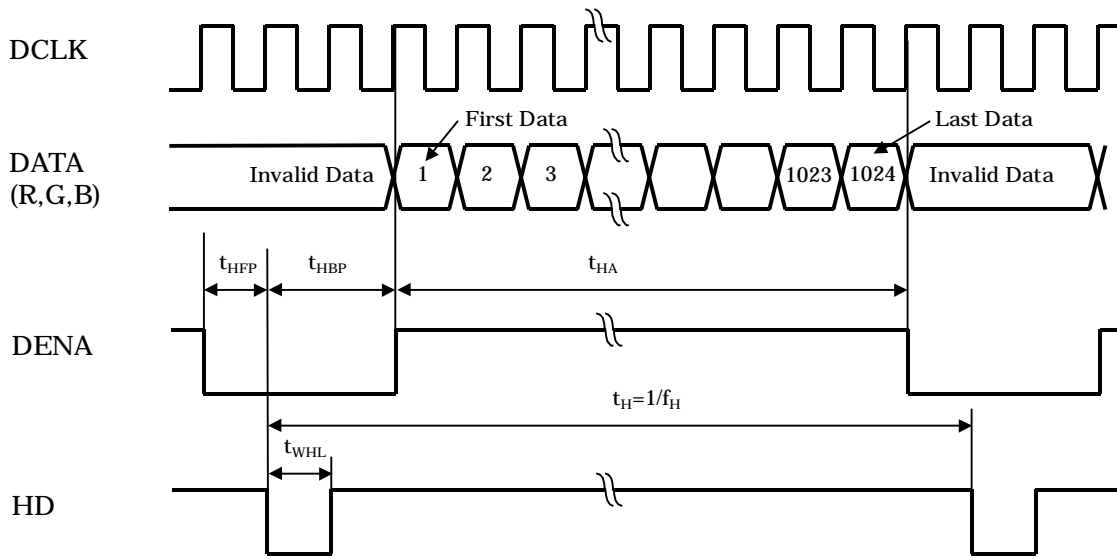 DCLK
First Data
Last Data
DATA
(R,G,B)
Invalid Data 1 2 3 1023 1024 Invalid Data
tHFP tHBP tHA
DENA
tH=1/fH
tWHL
HD